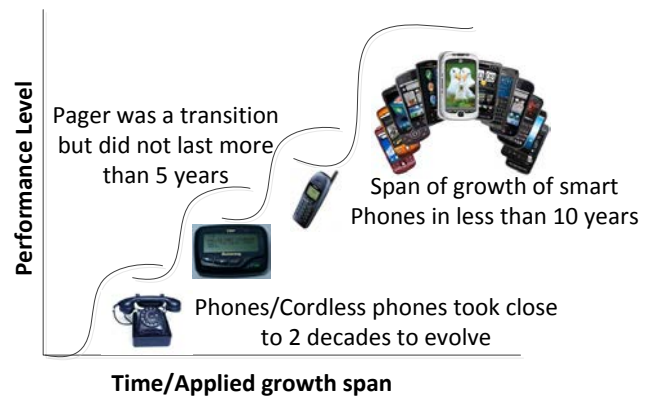 Performance Level
Pager was a transition
but did not last more
than 5 years
Span of growth of smart
Phones in less than 10 years
Phones/Cordless phones took close
to 2 decades to evolve
Time/Applied growth span